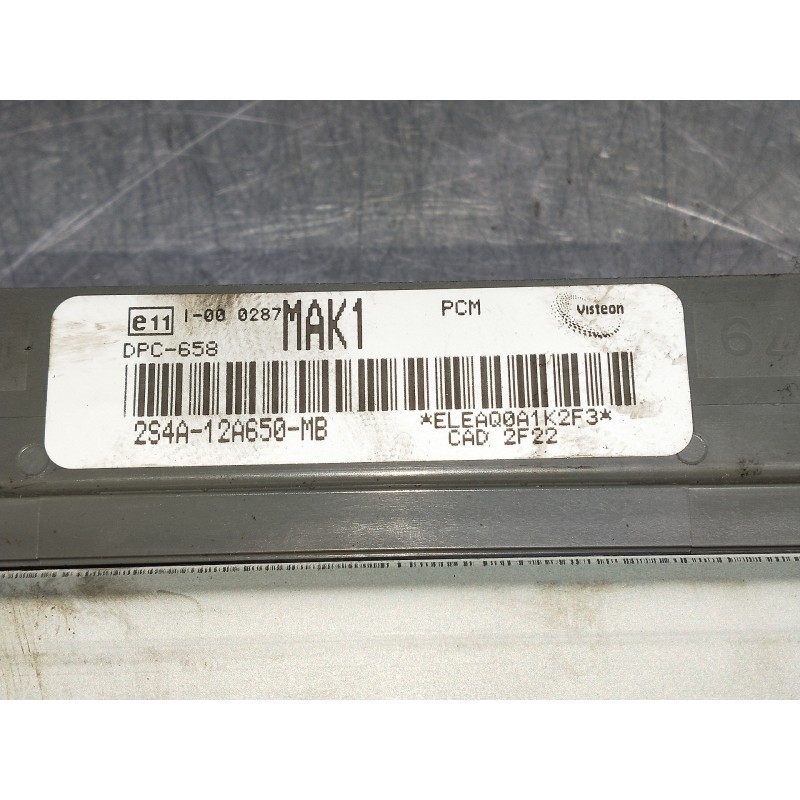 e11 I-00 0287 MAK1 PCM Visteon
DPC-658
2S4A-12A650-MB *ELEAQ0A1K2F3*
CAD 2F22